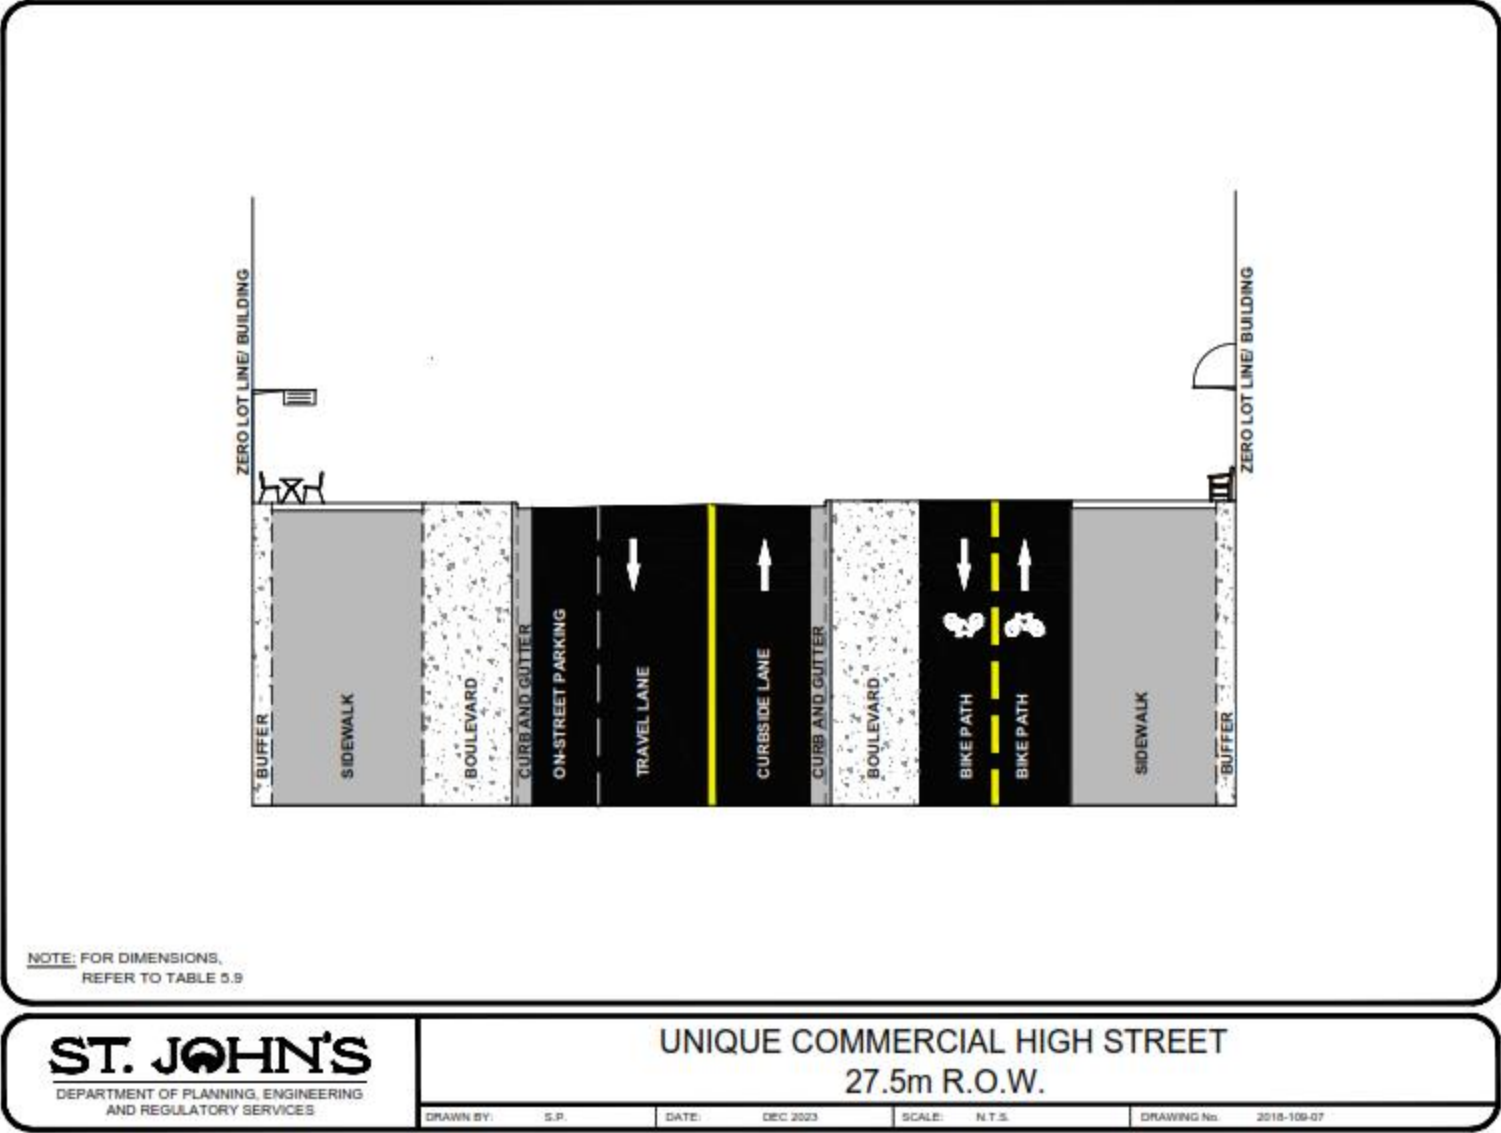 ZERO LOT LINE/ BUILDING
ZERO LOT LINE/ BUILDING
BUFFER
SIDEWALK
BOULEVARD
CURB AND GUTTER
ON-STREET PARKING
TRAVEL LANE
CURBSIDE LANE
CURB AND GUTTER
BOULEVARD
BIKE PATH
BIKE PATH
SIDEWALK
BUFFER
NOTE: FOR DIMENSIONS,
REFER TO TABLE 5.9
ST. JOHN'S
DEPARTMENT OF PLANNING, ENGINEERING
AND REGULATORY SERVICES
UNIQUE COMMERCIAL HIGH STREET
27.5m R.O.W.
DRAWN BY: S.P. DATE: DEC 2023 SCALE: N.T.S. DRAWING No. 2018-109-07